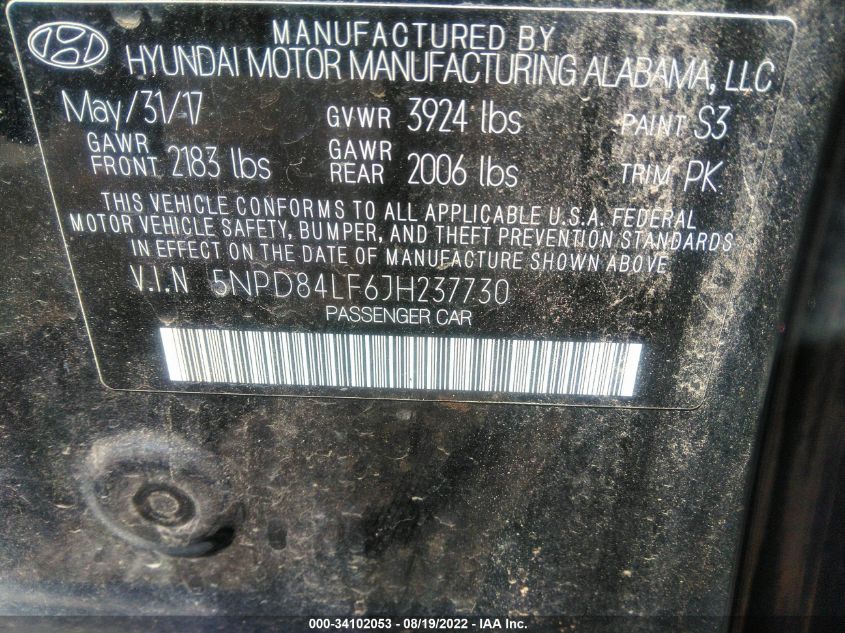 MANUFACTURED BY
HYUNDAI MOTOR MANUFACTURING ALABAMA, LLC
May/31/17 GVWR 3924 lbs PAINT S3
GAWR FRONT 2183 lbs GAWR REAR 2006 lbs TRIM PK
THIS VEHICLE CONFORMS TO ALL APPLICABLE U.S.A. FEDERAL
MOTOR VEHICLE SAFETY, BUMPER, AND THEFT PREVENTION STANDARDS
IN EFFECT ON THE DATE OF MANUFACTURE SHOWN ABOVE
V.I.N 5NPD84LF6JH237730
PASSENGER CAR
000-34102053 - 08/19/2022 - IAA Inc.